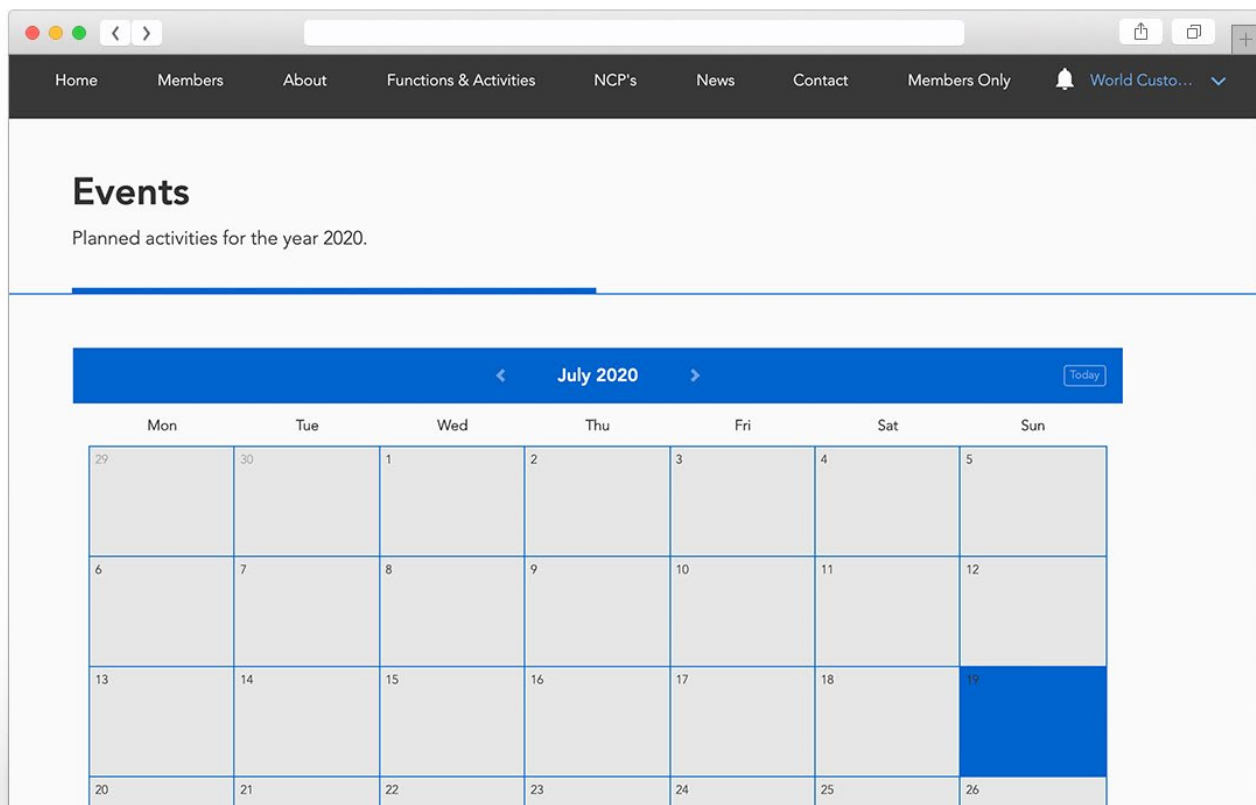 Home Members About Functions & Activities NCP's News Contact Members Only World Custo...
Events
Planned activities for the year 2020.
July 2020 Today
Mon Tue Wed Thu Fri Sat Sun
29 30 1 2 3 4 5
6 7 8 9 10 11 12
13 14 15 16 17 18 19
20 21 22 23 24 25 26